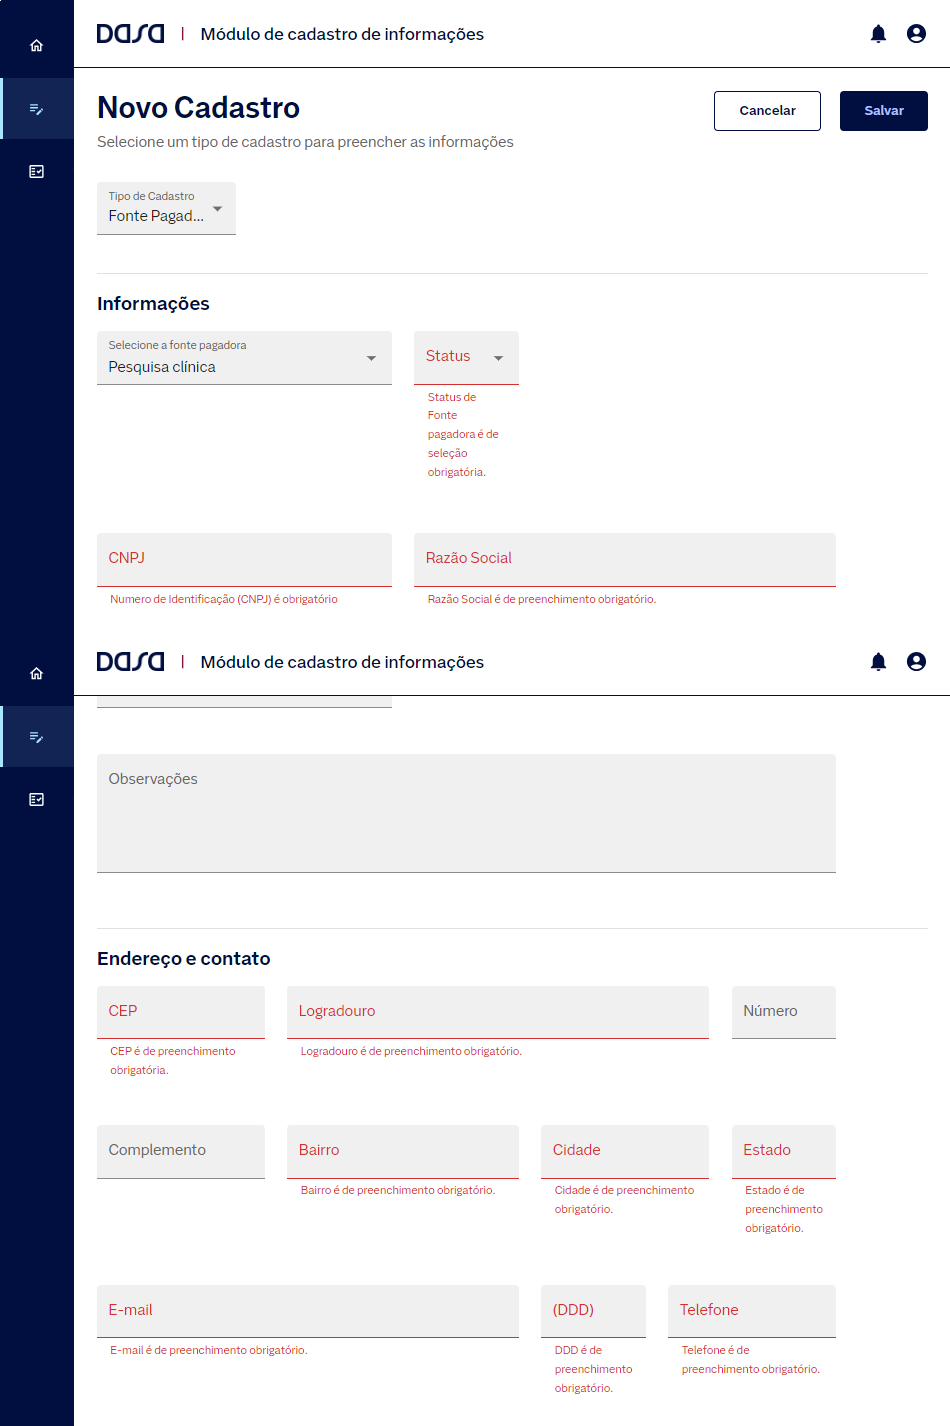 Dasa | Módulo de cadastro de informações
Novo Cadastro
Cancelar
Salvar
Selecione um tipo de cadastro para preencher as informações
Tipo de Cadastro
Fonte Pagad...
Informações
Selecione a fonte pagadora
Pesquisa clínica
Status
Status de
Fonte
pagadora é de
seleção
obrigatória.
CNPJ
Numero de Identificação (CNPJ) é obrigatório
Razão Social
Razão Social é de preenchimento obrigatório.
Dasa | Módulo de cadastro de informações
Observações
Endereço e contato
CEP
CEP é de preenchimento
obrigatória.
Logradouro
Logradouro é de preenchimento obrigatório.
Número
Complemento
Bairro
Bairro é de preenchimento obrigatório.
Cidade
Cidade é de preenchimento
obrigatório.
Estado
Estado é de
preenchimento
obrigatório.
E-mail
E-mail é de preenchimento obrigatório.
(DDD)
DDD é de
preenchimento
obrigatório.
Telefone
Telefone é de
preenchimento obrigatório.